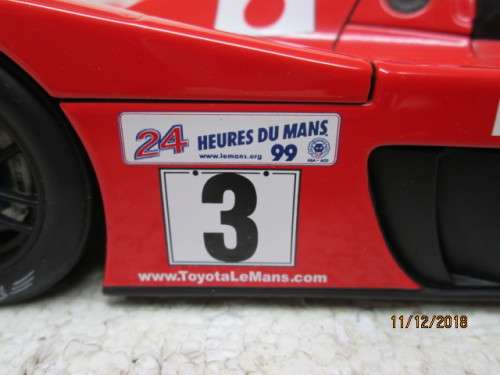 24 HEURES DU MANS
www.lemans.org 99
3
www.ToyotaLeMans.com
11/12/2018